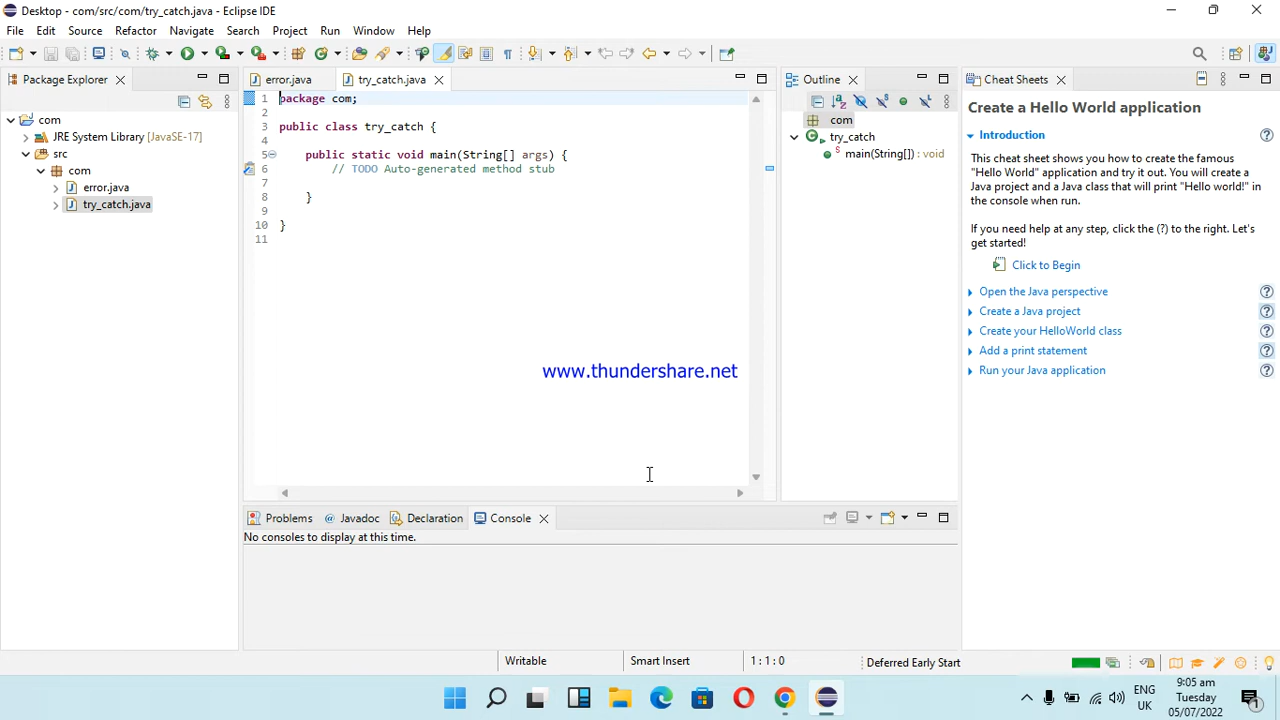 Desktop - com/src/com/try_catch.java - Eclipse IDE
File Edit Source Refactor Navigate Search Project Run Window Help
Package Explorer
com
JRE System Library [JavaSE-17]
src
com
error.java
try_catch.java
error.java try_catch.java
1 package com;
2
3 public class try_catch {
4
5 public static void main(String[] args) {
6 // TODO Auto-generated method stub
7
8 }
9
10 }
11
www.thundershare.net
Outline
com
try_catch
main(String[]) : void
Cheat Sheets
Create a Hello World application
Introduction
This cheat sheet shows you how to create the famous
"Hello World" application and try it out. You will create a
Java project and a Java class that will print "Hello world!" in
the console when run.
If you need help at any step, click the (?) to the right. Let's
get started!
Click to Begin
Open the Java perspective
Create a Java project
Create your HelloWorld class
Add a print statement
Run your Java application
Problems Javadoc Declaration Console
No consoles to display at this time.
Writable Smart Insert 1 : 1 : 0 Deferred Early Start
ENG
UK
9:05 am
Tuesday
05/07/2022
1